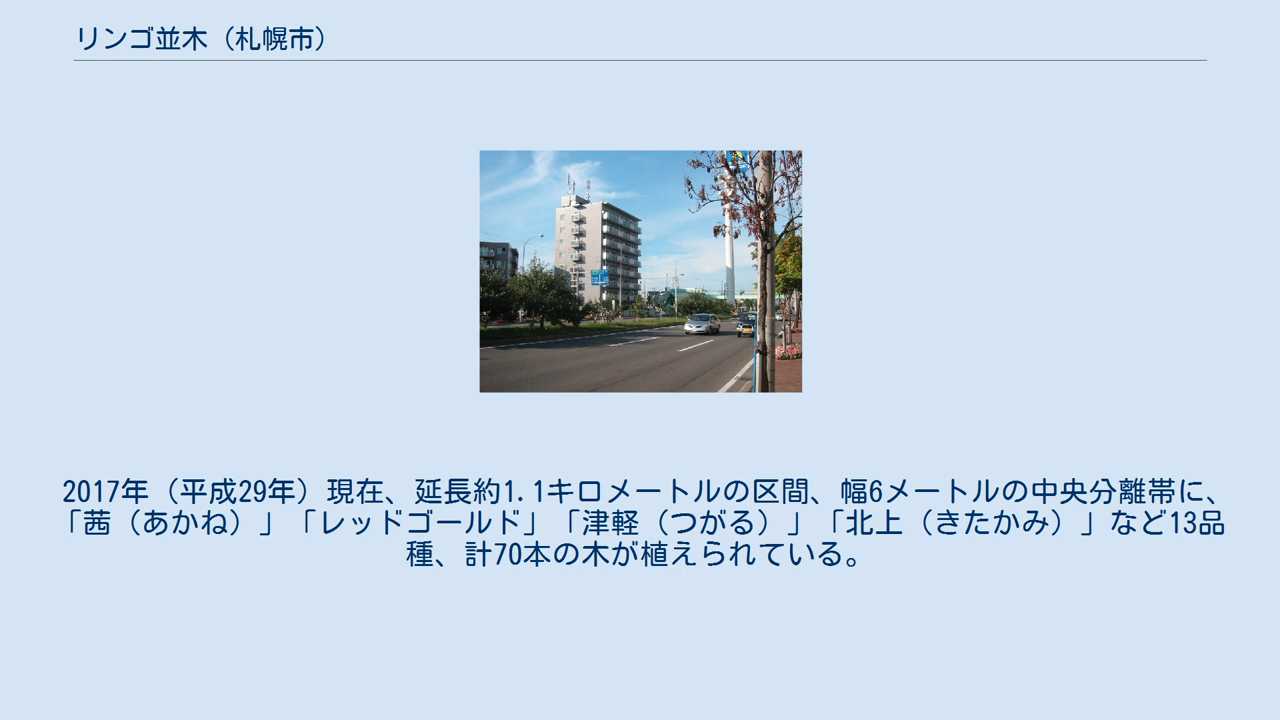 リンゴ並木（札幌市）
2017年（平成29年）現在、延長約1.1キロメートルの区間、幅6メートルの中央分離帯に、
「茜（あかね）」「レッドゴールド」「津軽（つがる）」「北上（きたかみ）」など13品
種、計70本の木が植えられている。